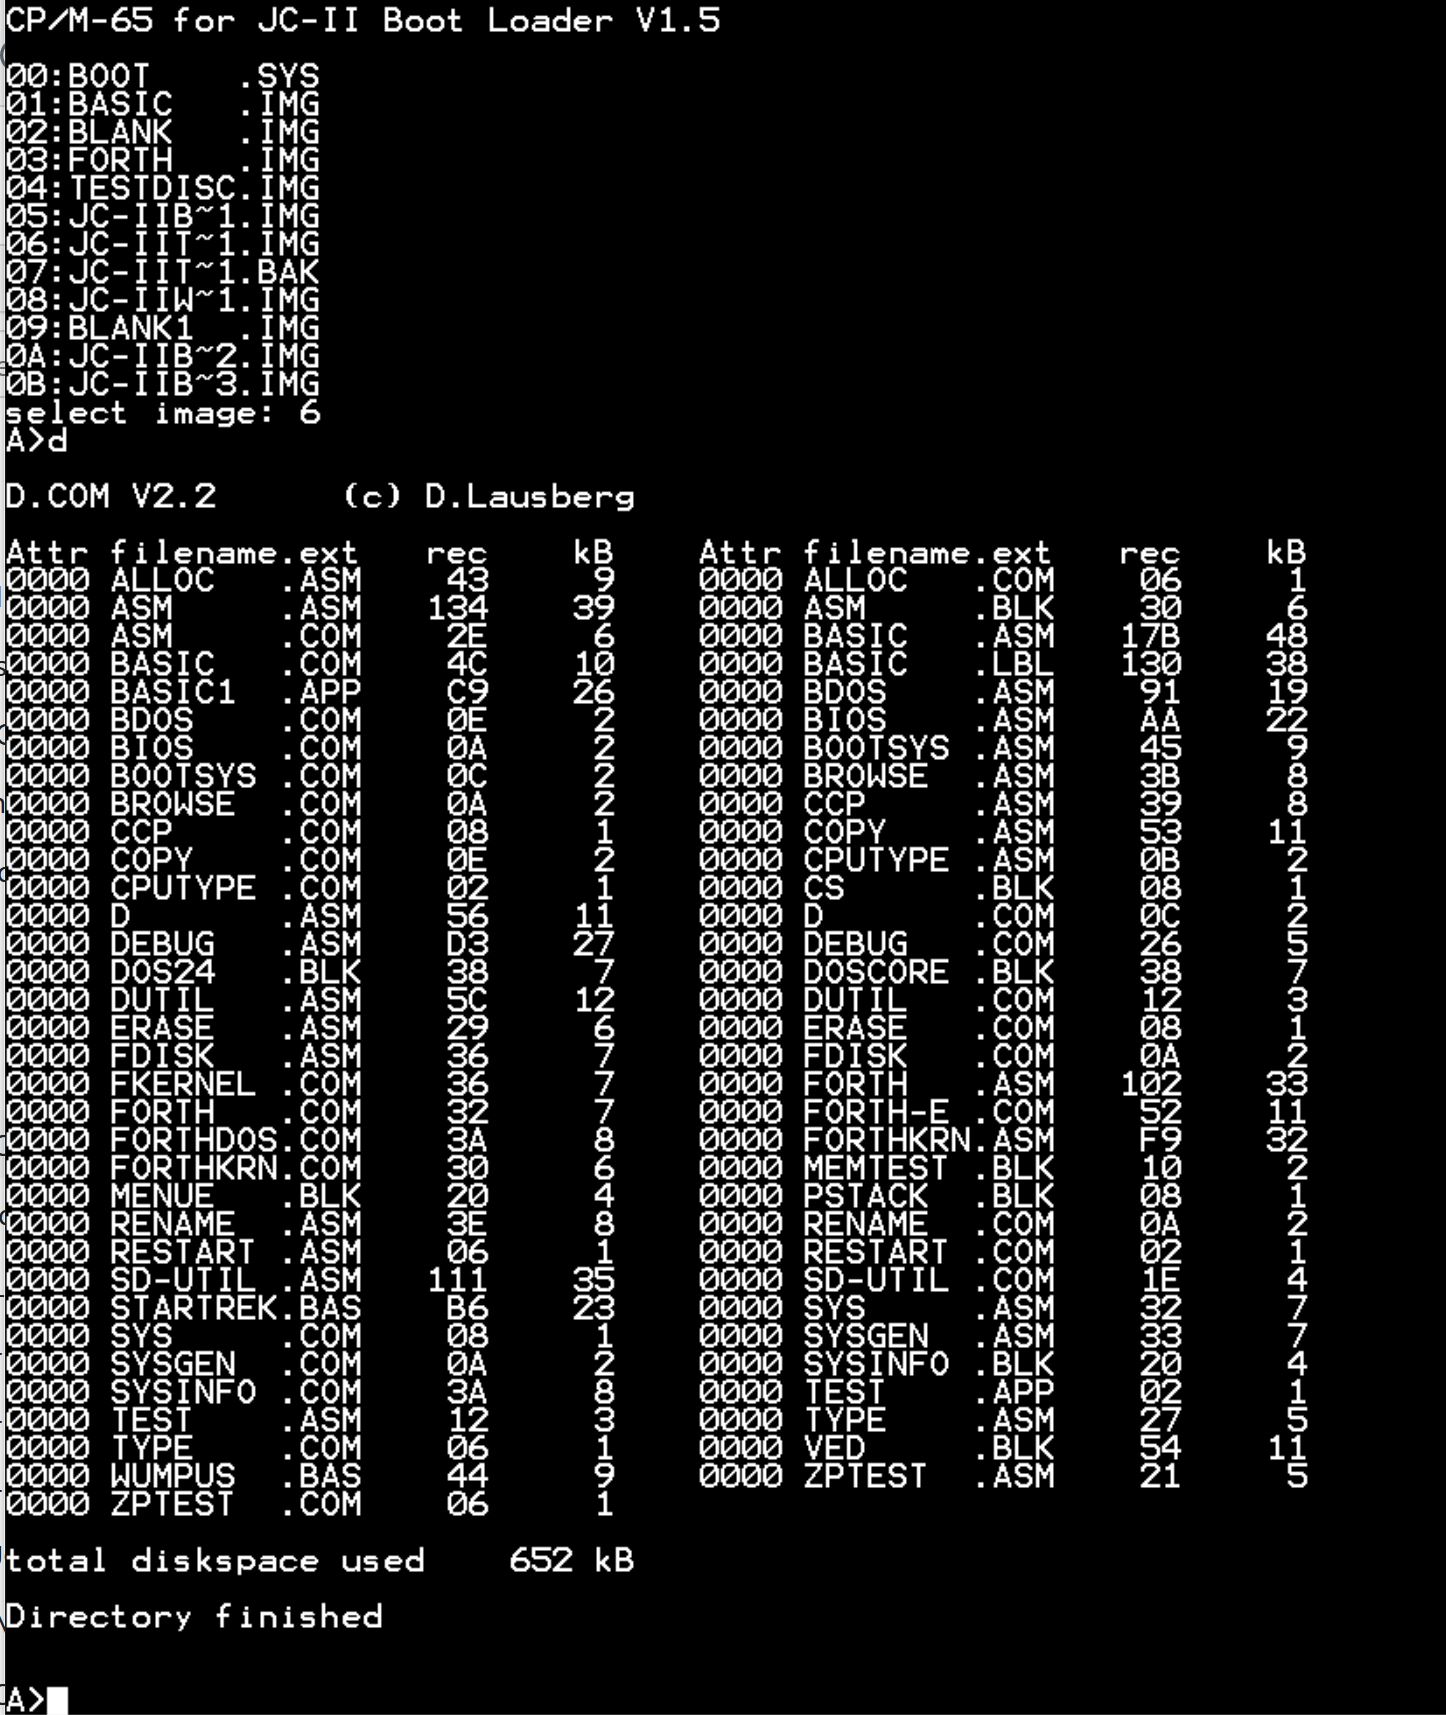 CP/M-65 for JC-II Boot Loader V1.5
00:BOOT    .SYS
01:BASIC   .IMG
02:BLANK   .IMG
03:FORTH   .IMG
04:TESTDISC.IMG
05:JC-IIB~1.IMG
06:JC-IIT~1.IMG
07:JC-IIT~1.BAK
08:JC-IIW~1.IMG
09:BLANK1  .IMG
0A:JC-IIB~2.IMG
0B:JC-IIB~3.IMG
select image: 6
A>d
D.COM V2.2      (c) D.Lausberg
Attr filename.ext   rec    kB    Attr filename.ext   rec    kB
0000 ALLOC   .ASM    43     9    0000 ALLOC   .COM    06     1
0000 ASM     .ASM   134    39    0000 ASM     .BLK    30     6
0000 ASM     .COM    2E     6    0000 BASIC   .ASM   17B    48
0000 BASIC   .COM    4C    10    0000 BASIC   .LBL   130    38
0000 BASIC1  .APP    C9    26    0000 BDOS    .ASM    91    19
0000 BDOS    .COM    0E     2    0000 BIOS    .ASM    AA    22
0000 BIOS    .COM    0A     2    0000 BOOTSYS .ASM    45     9
0000 BOOTSYS .COM    0C     2    0000 BROWSE  .ASM    3B     8
0000 BROWSE  .COM    0A     2    0000 CCP     .ASM    39     8
0000 CCP     .COM    08     1    0000 COPY    .ASM    53    11
0000 COPY    .COM    0E     2    0000 CPUTYPE .ASM    0B     2
0000 CPUTYPE .COM    02     1    0000 CS      .BLK    08     1
0000 D       .ASM    56    11    0000 D       .COM    0C     2
0000 DEBUG   .ASM    D3    27    0000 DEBUG   .COM    26     5
0000 DOS24   .BLK    38     7    0000 DOSCORE .BLK    38     7
0000 DUTIL   .ASM    5C    12    0000 DUTIL   .COM    12     3
0000 ERASE   .ASM    29     6    0000 ERASE   .COM    08     1
0000 FDISK   .ASM    36     7    0000 FDISK   .COM    0A     2
0000 FKERNEL .COM    36     7    0000 FORTH   .ASM   102    33
0000 FORTH   .COM    32     7    0000 FORTH-E .COM    52    11
0000 FORTHDOS.COM    3A     8    0000 FORTHKRN.ASM    F9    32
0000 FORTHKRN.COM    30     6    0000 MEMTEST .BLK    10     2
0000 MENUE   .BLK    20     4    0000 PSTACK  .BLK    08     1
0000 RENAME  .ASM    3E     8    0000 RENAME  .COM    0A     2
0000 RESTART .ASM    06     1    0000 RESTART .COM    02     1
0000 SD-UTIL .ASM   111    35    0000 SD-UTIL .COM    1E     4
0000 STARTREK.BAS    B6    23    0000 SYS     .ASM    32     7
0000 SYS     .COM    08     1    0000 SYSGEN  .ASM    33     7
0000 SYSGEN  .COM    0A     2    0000 SYSINFO .BLK    20     4
0000 SYSINFO .COM    3A     8    0000 TEST    .APP    02     1
0000 TEST    .ASM    12     3    0000 TYPE    .ASM    27     5
0000 TYPE    .COM    06     1    0000 VED     .BLK    54    11
0000 WUMPUS  .BAS    44     9    0000 ZPTEST  .ASM    21     5
0000 ZPTEST  .COM    06     1
total diskspace used    652 kB
Directory finished
A>